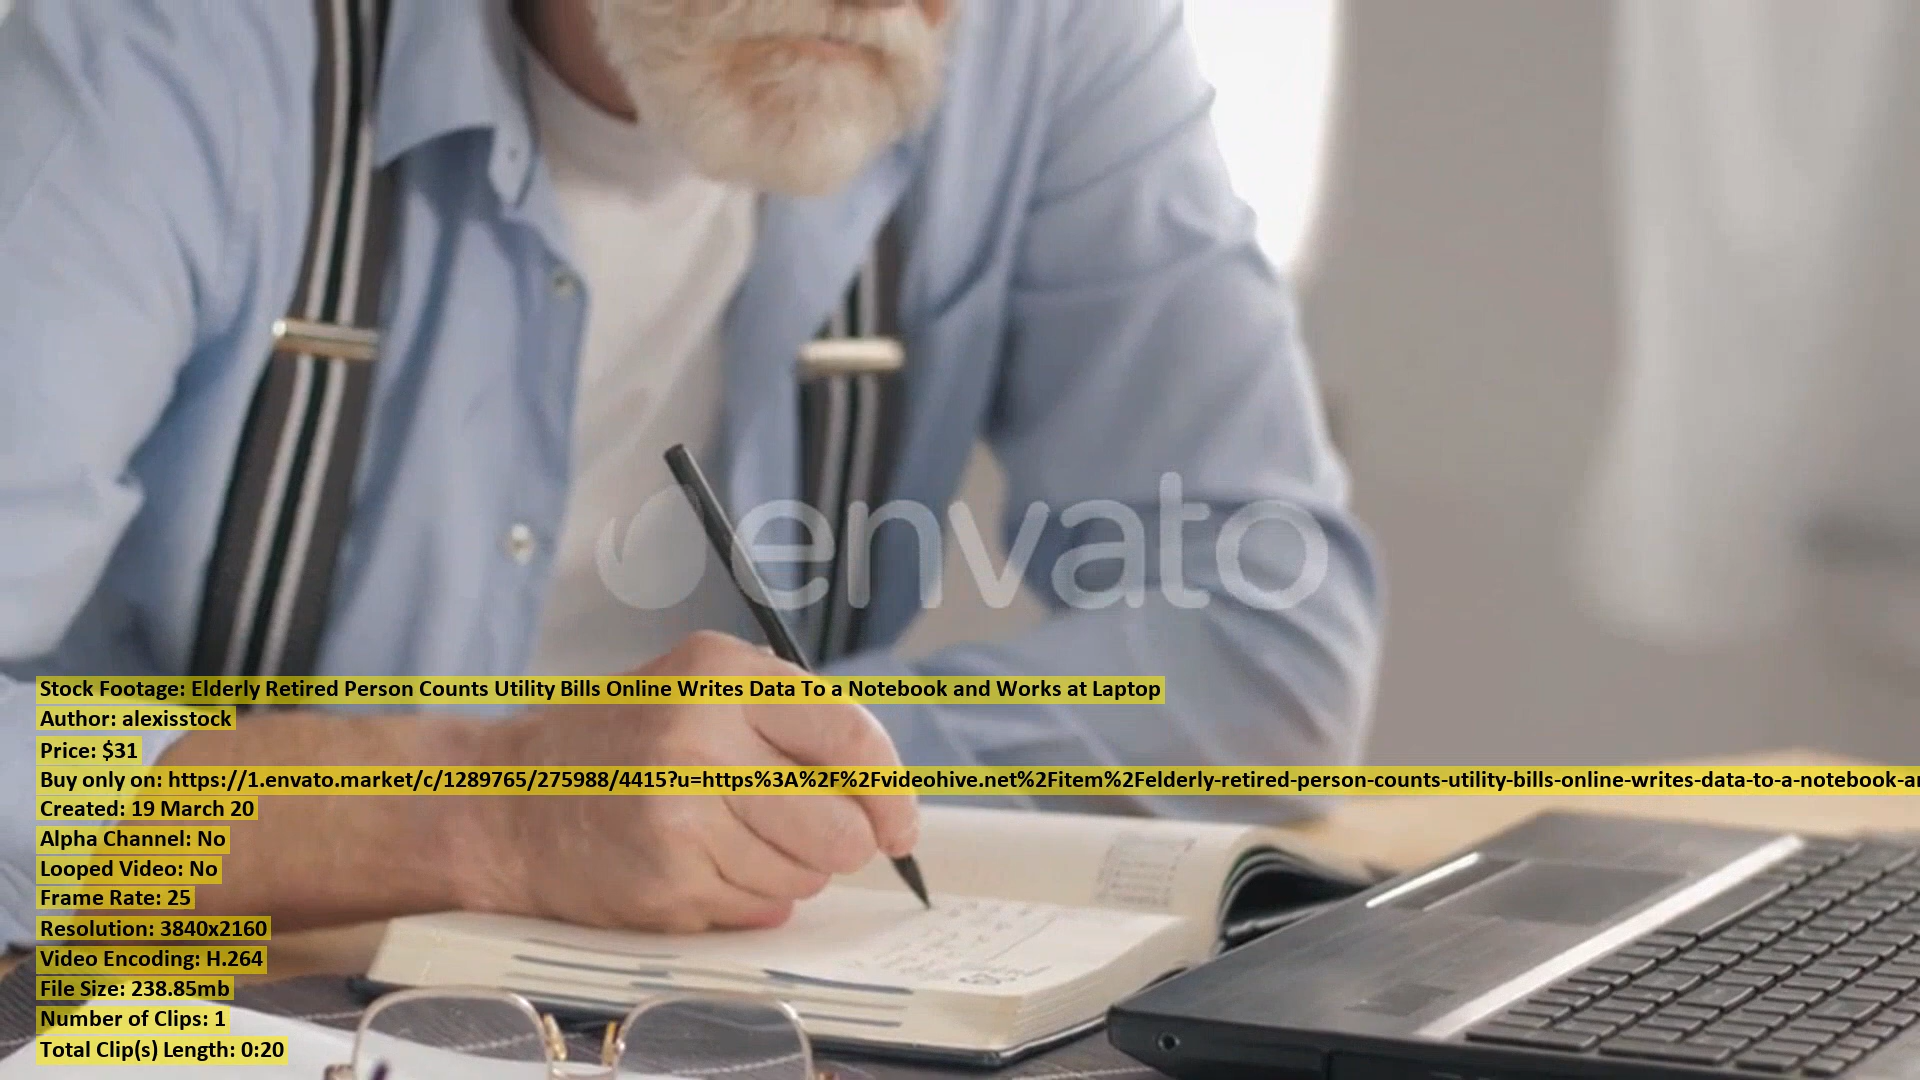 envato
Stock Footage: Elderly Retired Person Counts Utility Bills Online Writes Data To a Notebook and Works at Laptop
Author: alexisstock
Price: $31
Buy only on: https://1.envato.market/c/1289765/275988/4415?u=https%3A%2F%2Fvideohive.net%2Fitem%2Felderly-retired-person-counts-utility-bills-online-writes-data-to-a-notebook-a
Created: 19 March 20
Alpha Channel: No
Looped Video: No
Frame Rate: 25
Resolution: 3840x2160
Video Encoding: H.264
File Size: 238.85mb
Number of Clips: 1
Total Clip(s) Length: 0:20